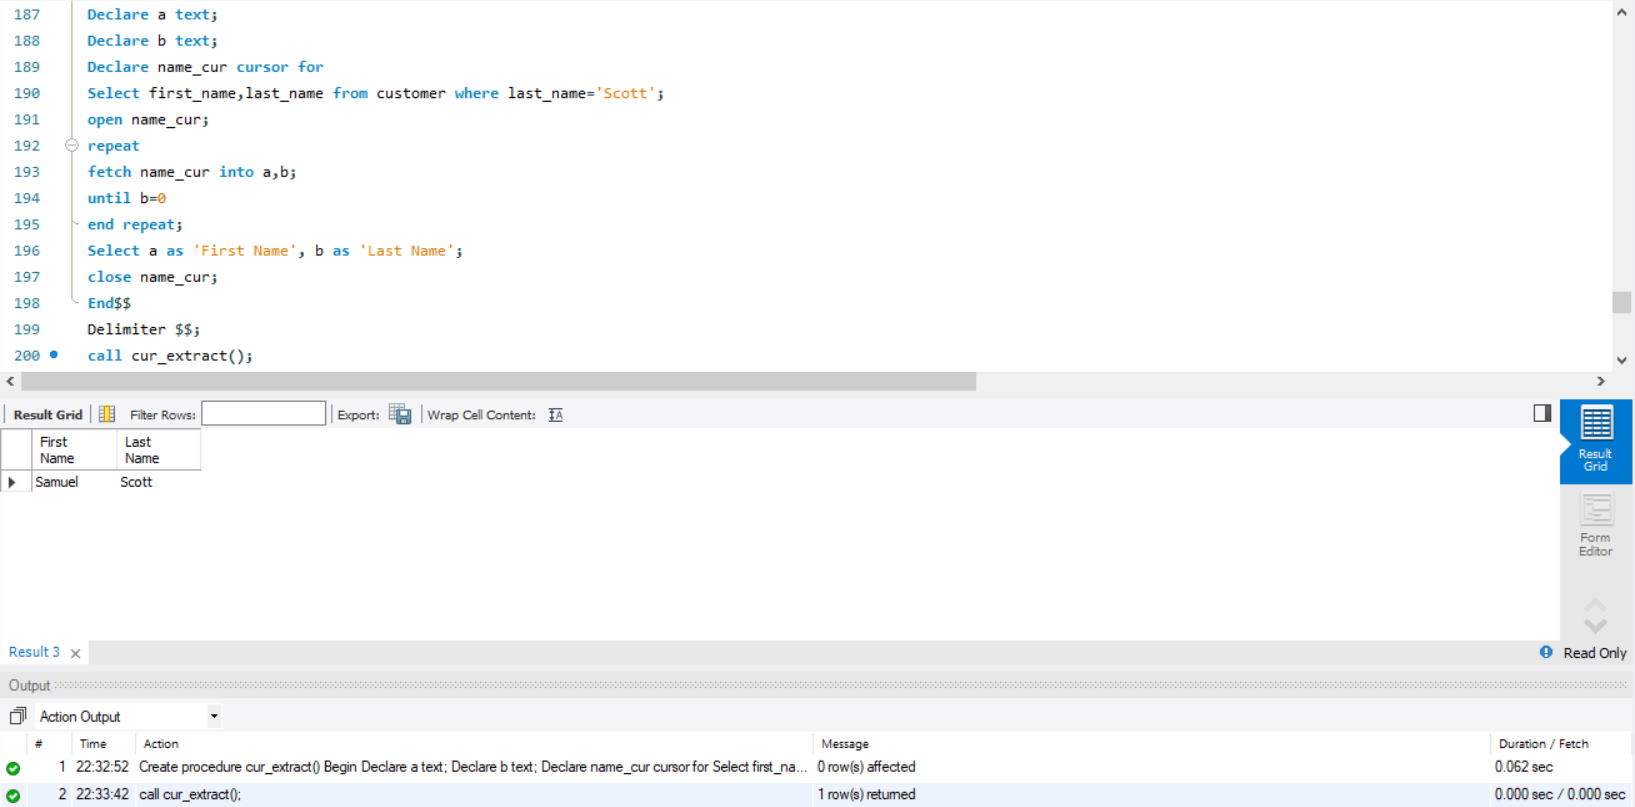 187 Declare a text;
188 Declare b text;
189 Declare name_cur cursor for
190 Select first_name,last_name from customer where last_name='Scott';
191 open name_cur;
192 repeat
193 fetch name_cur into a,b;
194 until b=0
195 end repeat;
196 Select a as 'First Name', b as 'Last Name';
197 close name_cur;
198 End$$
199 Delimiter $$;
200 call cur_extract();
Result Grid Filter Rows: Export: Wrap Cell Content:
First Name Last Name
Samuel Scott
Result Grid
Form Editor
Result 3 Read Only
Output
Action Output
# Time Action Message Duration / Fetch
1 22:32:52 Create procedure cur_extract() Begin Declare a text; Declare b text; Declare name_cur cursor for Select first_na... 0 row(s) affected 0.062 sec
2 22:33:42 call cur_extract(); 1 row(s) returned 0.000 sec / 0.000 sec